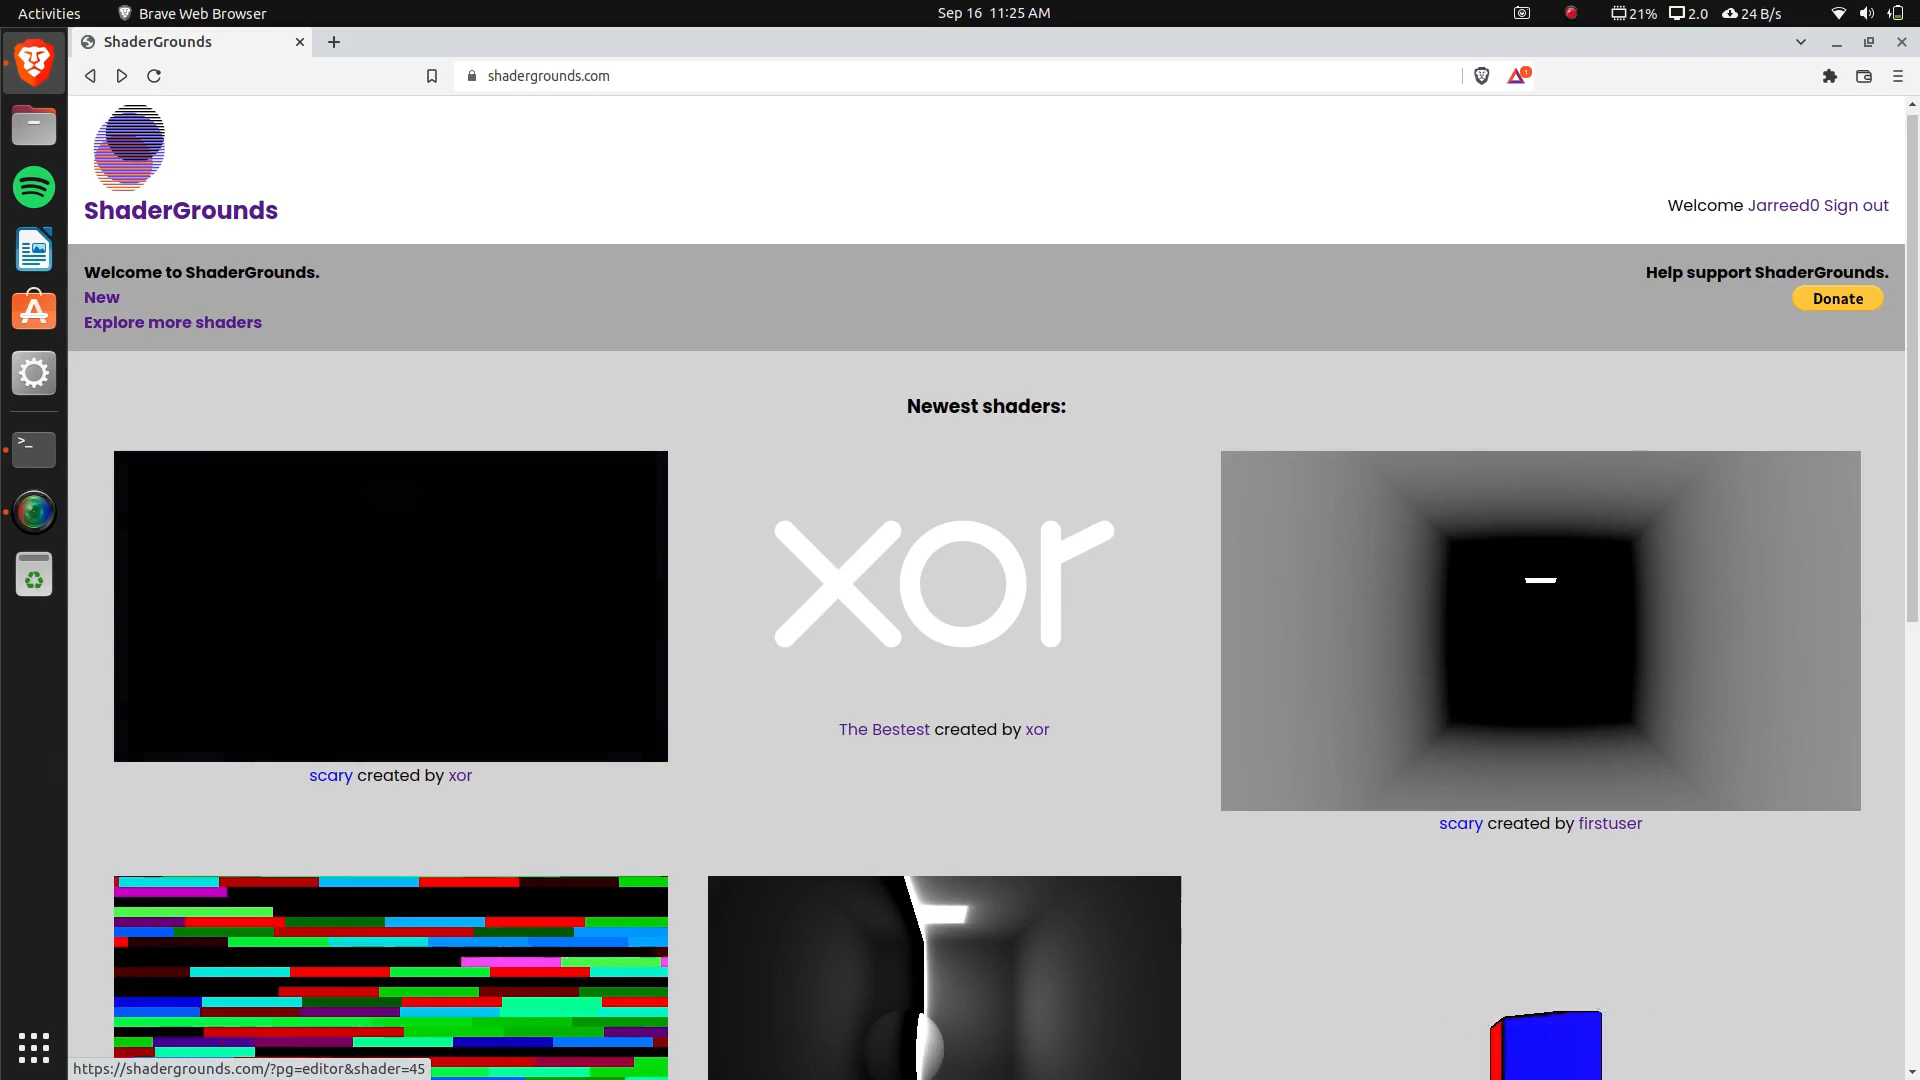 Activities
Brave Web Browser
Sep 16 11:25 AM
21%
2.0
24 B/s
ShaderGrounds
shadergrounds.com
1
ShaderGrounds
Welcome Jarreed0 Sign out
Welcome to ShaderGrounds.
Help support ShaderGrounds.
New
Donate
Explore more shaders
Newest shaders:
xor
The Bestest created by xor
scary created by xor
scary created by firstuser
https://shadergrounds.com/?pg=editor&shader=45